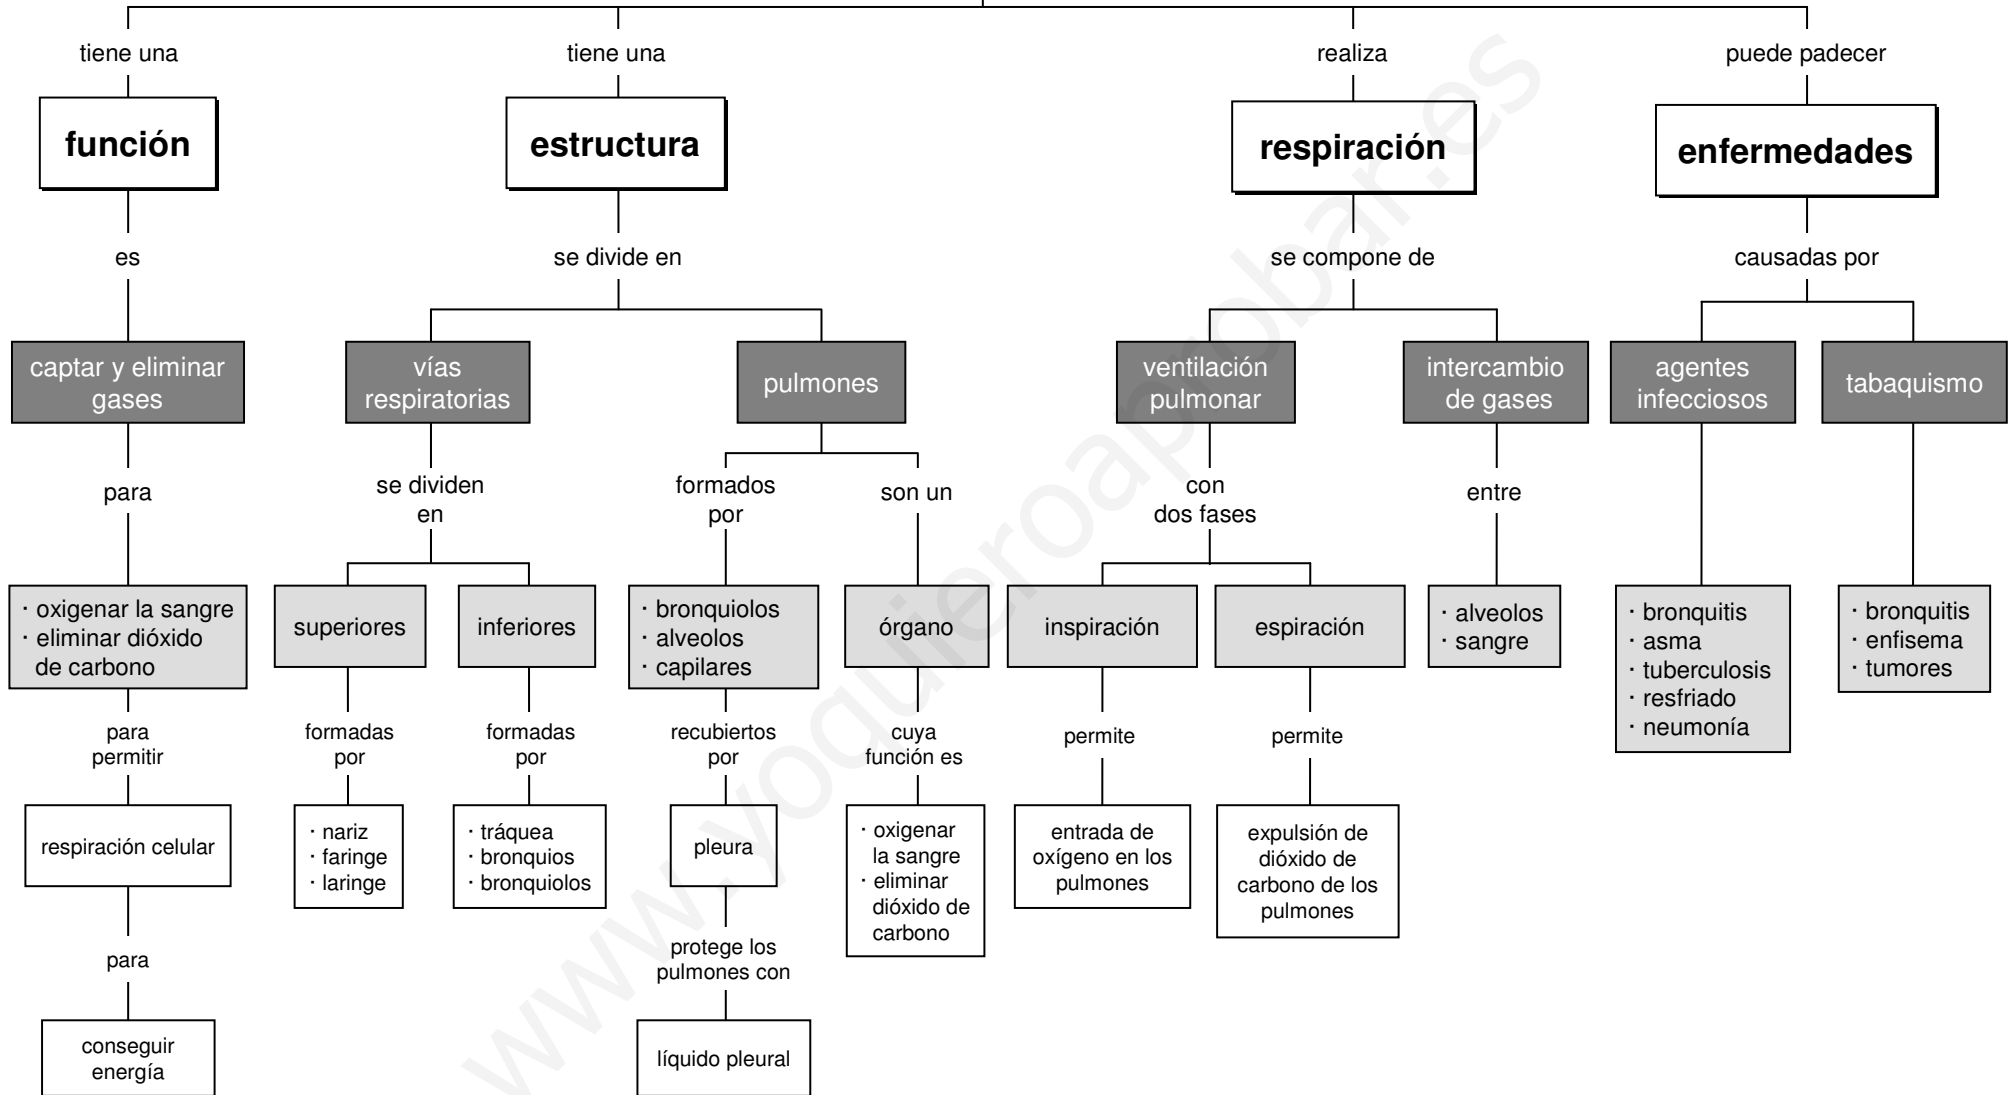 tiene una
tiene una
realiza
puede padecer
función
estructura
respiración
enfermedades
es
se divide en
se compone de
causadas por
captar y eliminar
gases
vías
respiratorias
pulmones
ventilación
pulmonar
intercambio
de gases
agentes
infecciosos
tabaquismo
para
se dividen
en
formados
por
son un
con
dos fases
entre
· oxigenar la sangre
· eliminar dióxido
de carbono
superiores
inferiores
· bronquiolos
· alveolos
· capilares
órgano
inspiración
espiración
· alveolos
· sangre
· bronquitis
· asma
· tuberculosis
· resfriado
· neumonía
· bronquitis
· enfisema
· tumores
para
permitir
formadas
por
formadas
por
recubiertos
por
cuya
función es
permite
permite
respiración celular
· nariz
· faringe
· laringe
· tráquea
· bronquios
· bronquiolos
pleura
· oxigenar
la sangre
· eliminar
dióxido de
carbono
entrada de
oxígeno en los
pulmones
expulsión de
dióxido de
carbono de los
pulmones
para
protege los
pulmones con
conseguir
energía
líquido pleural
www.yoquieroaprobar.es